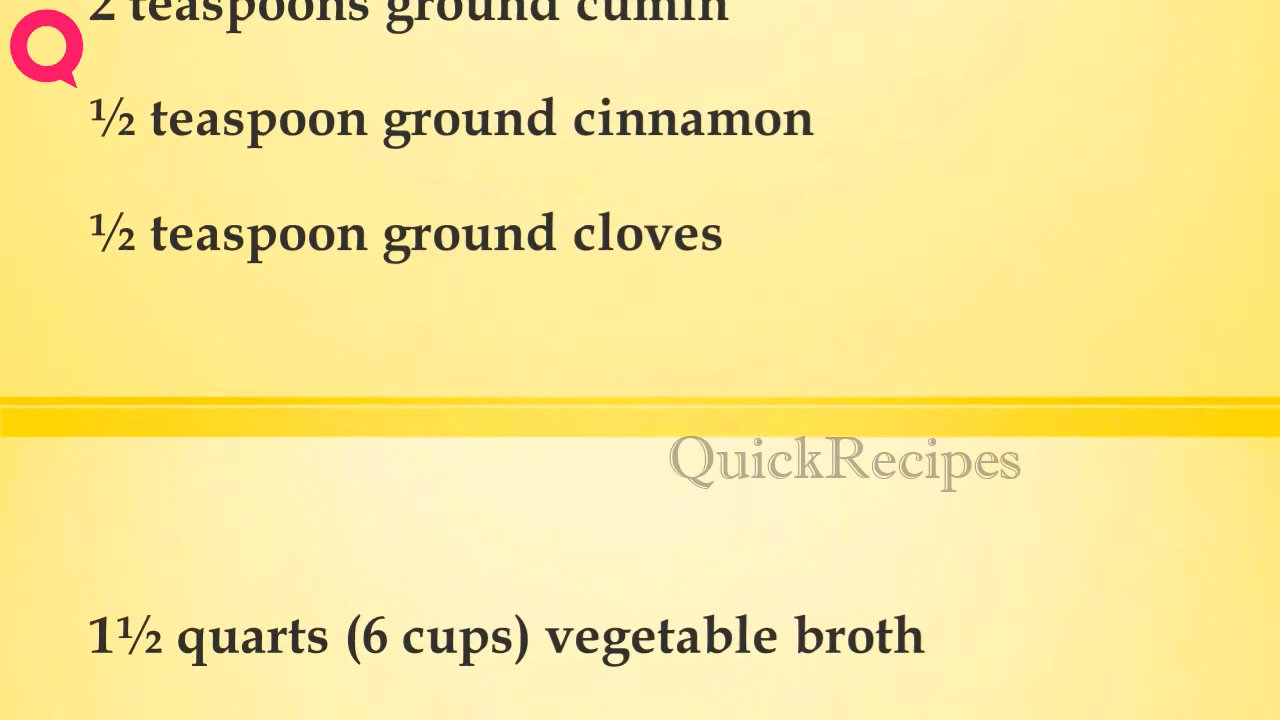 2 teaspoons ground cumin
½ teaspoon ground cinnamon
½ teaspoon ground cloves
QuickRecipes
1½ quarts (6 cups) vegetable broth